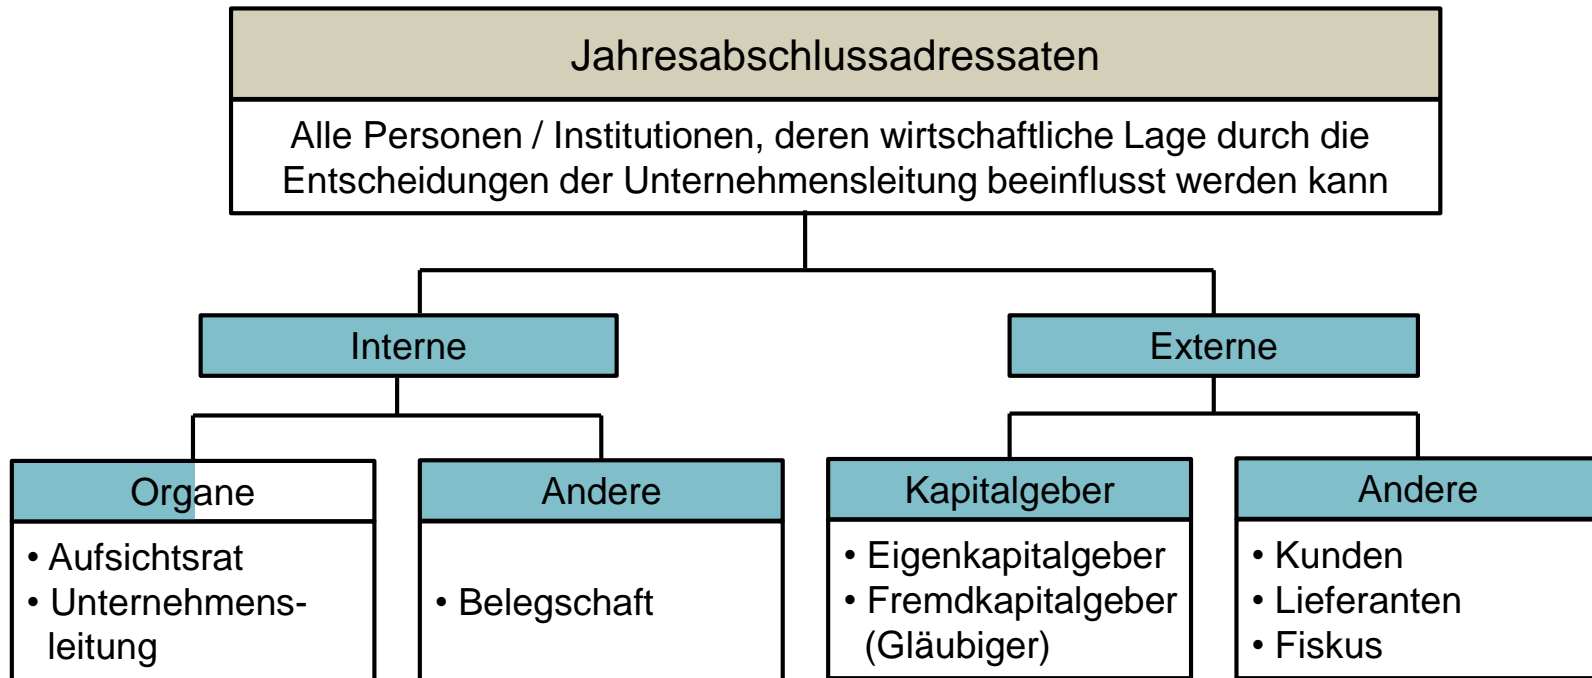 Jahresabschlussadressaten
Alle Personen / Institutionen, deren wirtschaftliche Lage durch die
Entscheidungen der Unternehmensleitung beeinflusst werden kann
Interne
Externe
Organe
• Aufsichtsrat
• Unternehmens-
leitung
Andere
• Belegschaft
Kapitalgeber
• Eigenkapitalgeber
• Fremdkapitalgeber
(Gläubiger)
Andere
• Kunden
• Lieferanten
• Fiskus